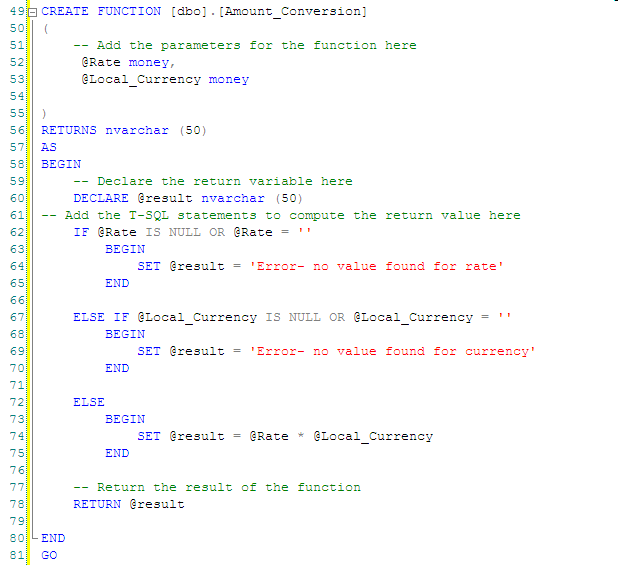 49 CREATE FUNCTION [dbo].[Amount_Conversion]
50 (
51     -- Add the parameters for the function here
52      @Rate money,
53      @Local_Currency money
54
55 )
56 RETURNS nvarchar (50)
57 AS
58 BEGIN
59     -- Declare the return variable here
60     DECLARE @result nvarchar (50)
61 -- Add the T-SQL statements to compute the return value here
62     IF @Rate IS NULL OR @Rate = ''
63         BEGIN
64             SET @result = 'Error- no value found for rate'
65         END
66
67     ELSE IF @Local_Currency IS NULL OR @Local_Currency = ''
68         BEGIN
69             SET @result = 'Error- no value found for currency'
70         END
71
72     ELSE
73         BEGIN
74             SET @result = @Rate * @Local_Currency
75         END
76
77     -- Return the result of the function
78     RETURN @result
79
80 END
81 GO